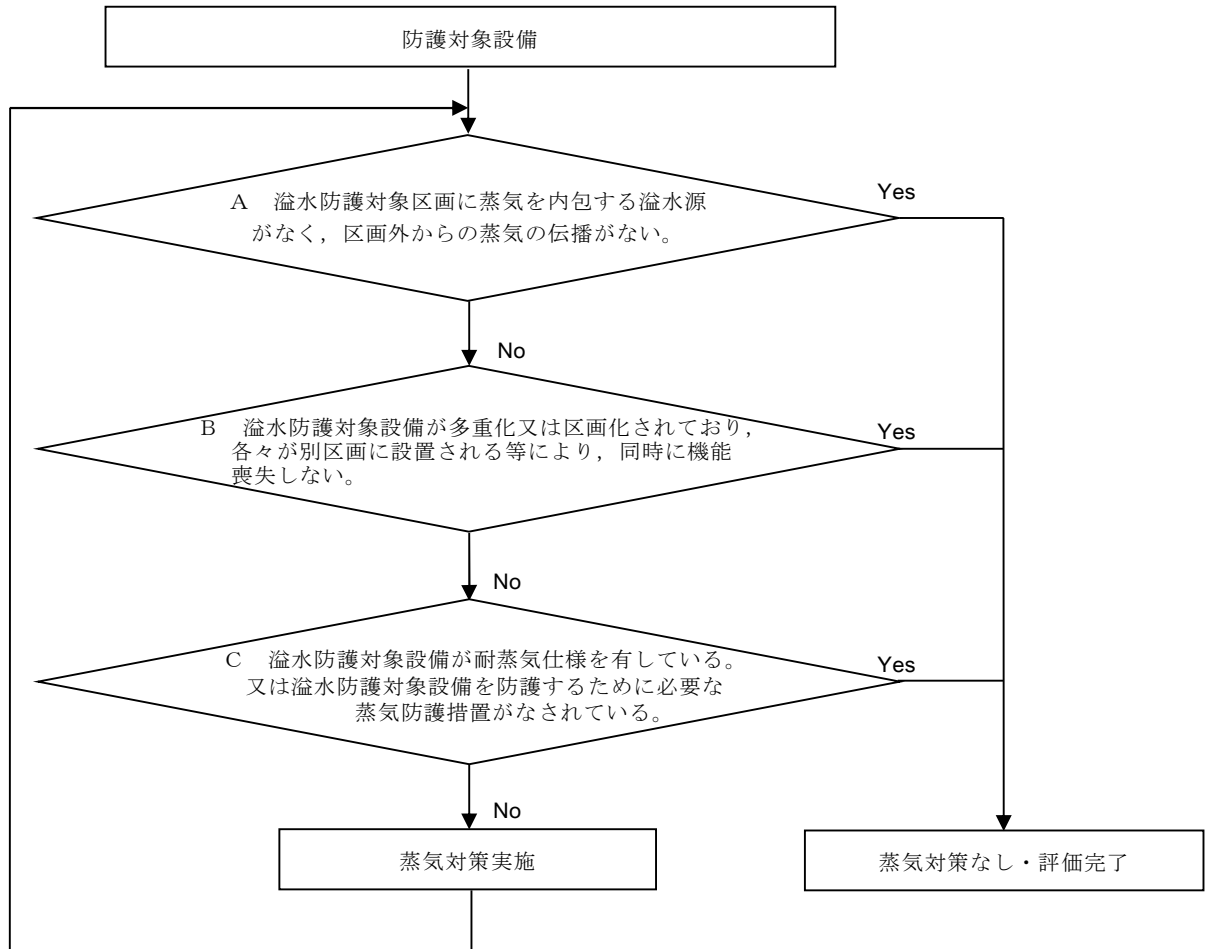 防護対象設備
A　溢水防護対象区画に蒸気を内包する溢水源
がなく，区画外からの蒸気の伝播がない。
Yes
No
B　溢水防護対象設備が多重化又は区画化されており，
各々が別区画に設置される等により，同時に機能
喪失しない。
Yes
No
C　溢水防護対象設備が耐蒸気仕様を有している。
又は溢水防護対象設備を防護するために必要な
蒸気防護措置がなされている。
Yes
No
蒸気対策実施
蒸気対策なし・評価完了